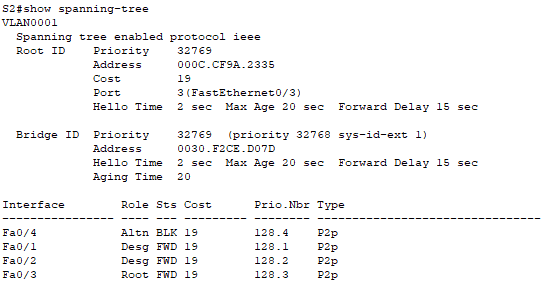 S2#show spanning-tree
VLAN0001
  Spanning tree enabled protocol ieee
  Root ID    Priority    32769
             Address     000C.CF9A.2335
             Cost        19
             Port        3(FastEthernet0/3)
             Hello Time  2 sec  Max Age 20 sec  Forward Delay 15 sec

  Bridge ID  Priority    32769  (priority 32768 sys-id-ext 1)
             Address     0030.F2CE.D07D
             Hello Time  2 sec  Max Age 20 sec  Forward Delay 15 sec
             Aging Time  20

Interface        Role Sts Cost      Prio.Nbr Type
---------------- ---- --- --------- -------- --------------------------------
Fa0/4            Altn BLK 19        128.4    P2p
Fa0/1            Desg FWD 19        128.1    P2p
Fa0/2            Desg FWD 19        128.2    P2p
Fa0/3            Root FWD 19        128.3    P2p